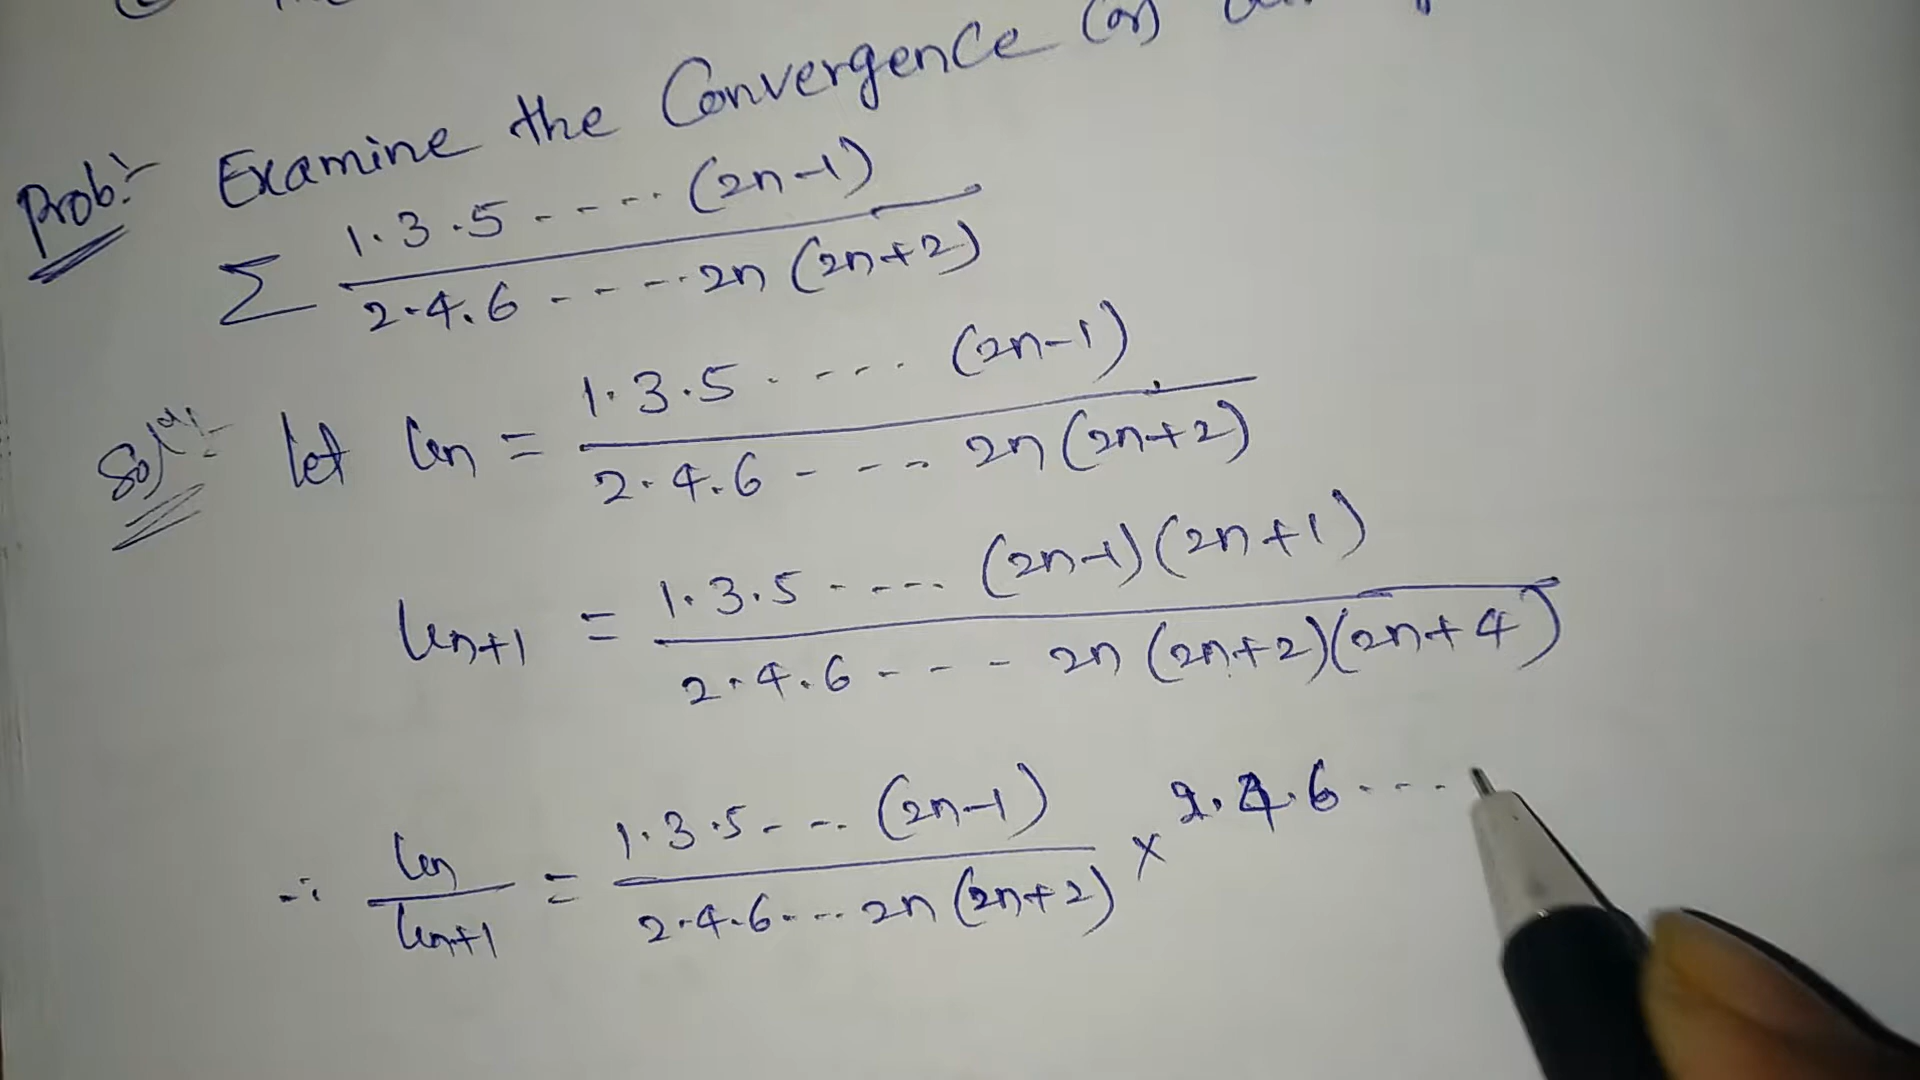 Prob:- Examine the Convergence (or)
∑ 1.3.5 ---- (2n-1) / 2.4.6 ----- 2n (2n+2)
Solⁿ:- Let un = 1.3.5 . --- (2n-1) / 2.4.6 - --- 2n (2n+2)
un+1 = 1.3.5 ----- (2n-1)(2n+1) / 2.4.6 - - - - 2n (2n+2)(2n+4)
∴ un / un+1 = 1.3.5 - -- (2n-1) / 2.4.6 - -- 2n (2n+2) × 2.4.6 ----